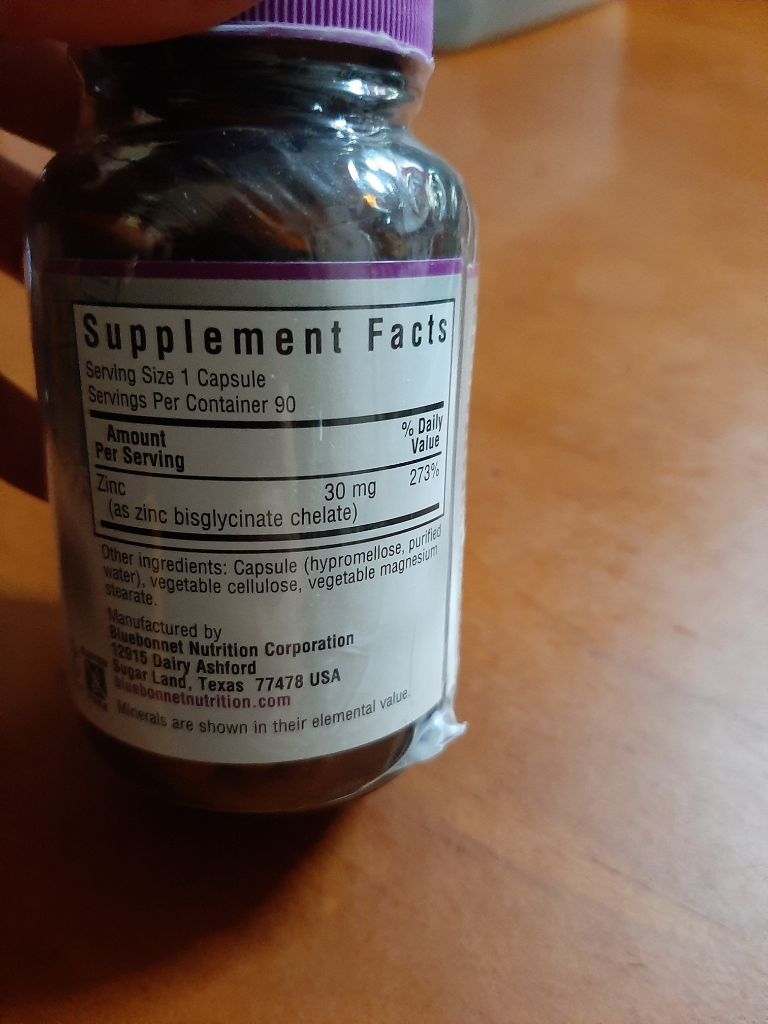 Supplement Facts
Serving Size 1 Capsule
Servings Per Container 90
Amount
Per Serving
% Daily
Value
Zinc 30 mg 273%
(as zinc bisglycinate chelate)
Other ingredients: Capsule (hypromellose, purified
water), vegetable cellulose, vegetable magnesium
stearate.
Manufactured by
Bluebonnet Nutrition Corporation
12915 Dairy Ashford
Sugar Land, Texas 77478 USA
bluebonnetnutrition.com
Minerals are shown in their elemental value.